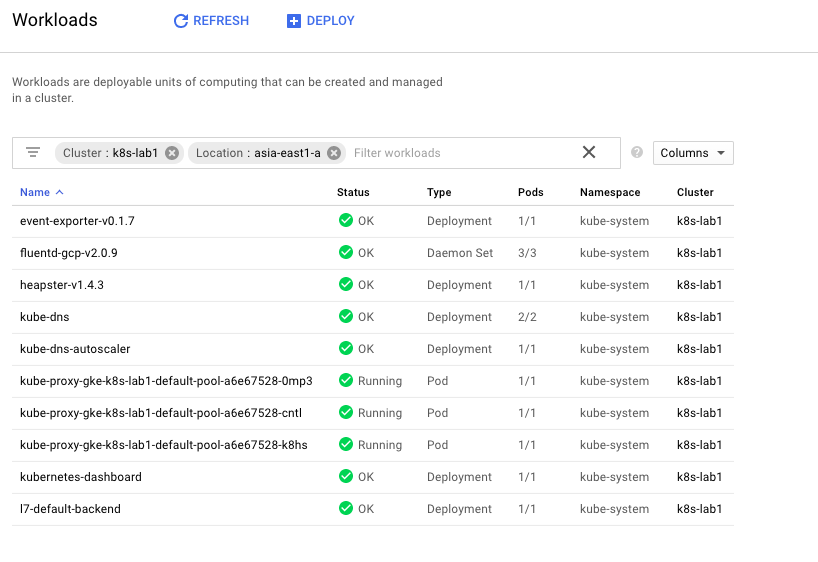 Workloads REFRESH DEPLOY
Workloads are deployable units of computing that can be created and managed
in a cluster.
Cluster : k8s-lab1 Location : asia-east1-a Filter workloads Columns
Name Status Type Pods Namespace Cluster
event-exporter-v0.1.7 OK Deployment 1/1 kube-system k8s-lab1
fluentd-gcp-v2.0.9 OK Daemon Set 3/3 kube-system k8s-lab1
heapster-v1.4.3 OK Deployment 1/1 kube-system k8s-lab1
kube-dns OK Deployment 2/2 kube-system k8s-lab1
kube-dns-autoscaler OK Deployment 1/1 kube-system k8s-lab1
kube-proxy-gke-k8s-lab1-default-pool-a6e67528-0mp3 Running Pod 1/1 kube-system k8s-lab1
kube-proxy-gke-k8s-lab1-default-pool-a6e67528-cntl Running Pod 1/1 kube-system k8s-lab1
kube-proxy-gke-k8s-lab1-default-pool-a6e67528-k8hs Running Pod 1/1 kube-system k8s-lab1
kubernetes-dashboard OK Deployment 1/1 kube-system k8s-lab1
l7-default-backend OK Deployment 1/1 kube-system k8s-lab1